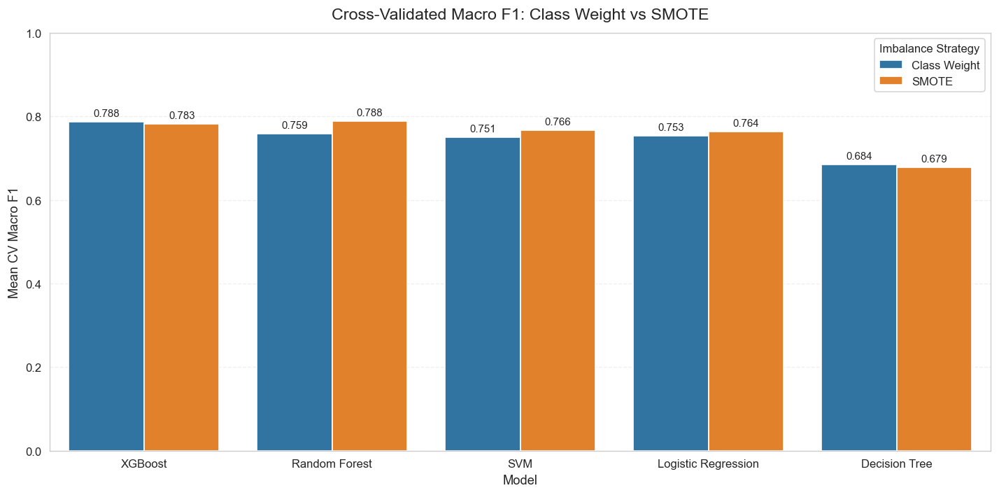 Cross-Validated Macro F1: Class Weight vs SMOTE
Imbalance Strategy
Class Weight
SMOTE
Mean CV Macro F1
1.0
0.8
0.6
0.4
0.2
0.0
0.788
0.783
0.759
0.788
0.751
0.766
0.753
0.764
0.684
0.679
XGBoost
Random Forest
SVM
Logistic Regression
Decision Tree
Model